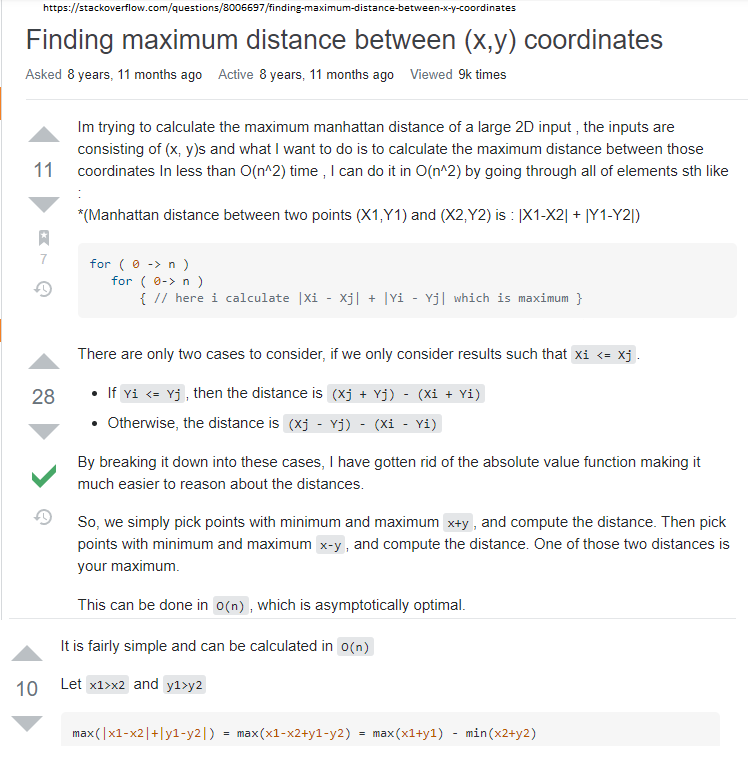 https://stackoverflow.com/questions/8006697/finding-maximum-distance-between-x-y-coordinates
Finding maximum distance between (x,y) coordinates
Asked 8 years, 11 months ago Active 8 years, 11 months ago Viewed 9k times
11
7
Im trying to calculate the maximum manhattan distance of a large 2D input , the inputs are
consisting of (x, y)s and what I want to do is to calculate the maximum distance between those
coordinates In less than O(n^2) time , I can do it in O(n^2) by going through all of elements sth like
:
*(Manhattan distance between two points (X1,Y1) and (X2,Y2) is : |X1-X2| + |Y1-Y2|)
for ( 0 -> n )
for ( 0-> n )
{ // here i calculate |Xi - Xj| + |Yi - Yj| which is maximum }
28
There are only two cases to consider, if we only consider results such that Xi <= Xj.
• If Yi <= Yj, then the distance is (Xj + Yj) - (Xi + Yi)
• Otherwise, the distance is (Xj - Yj) - (Xi - Yi)
By breaking it down into these cases, I have gotten rid of the absolute value function making it
much easier to reason about the distances.
So, we simply pick points with minimum and maximum x+y, and compute the distance. Then pick
points with minimum and maximum x-y, and compute the distance. One of those two distances is
your maximum.
This can be done in O(n), which is asymptotically optimal.
10
It is fairly simple and can be calculated in O(n)
Let x1>x2 and y1>y2
max(|x1-x2|+|y1-y2|) = max(x1-x2+y1-y2) = max(x1+y1) - min(x2+y2)